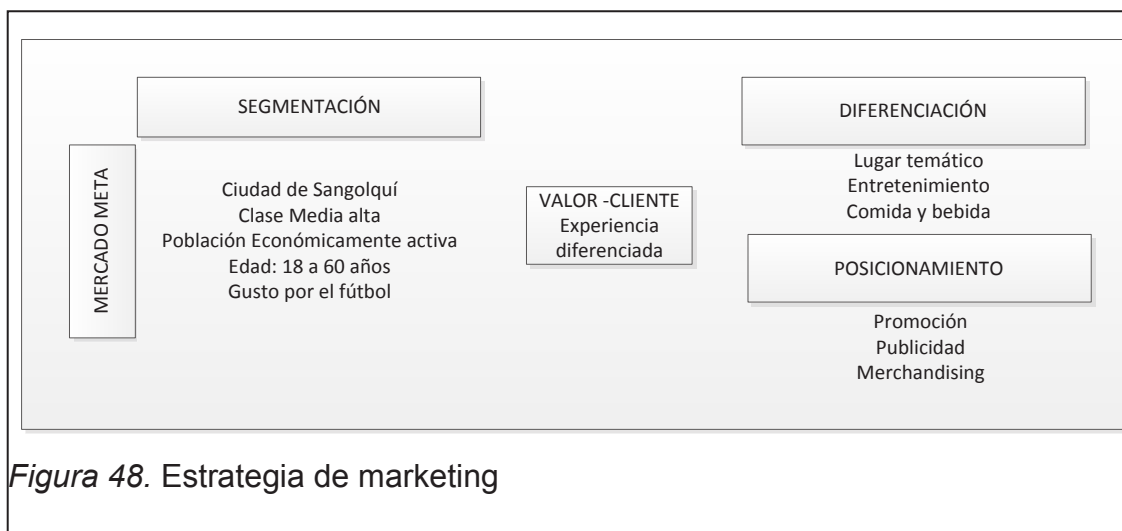 SEGMENTACIÓN
MERCADO META
Ciudad de Sangolquí
Clase Media alta
Población Económicamente activa
Edad: 18 a 60 años
Gusto por el fútbol
VALOR -CLIENTE
Experiencia
diferenciada
DIFERENCIACIÓN
Lugar temático
Entretenimiento
Comida y bebida
POSICIONAMIENTO
Promoción
Publicidad
Merchandising
Figura 48. Estrategia de marketing